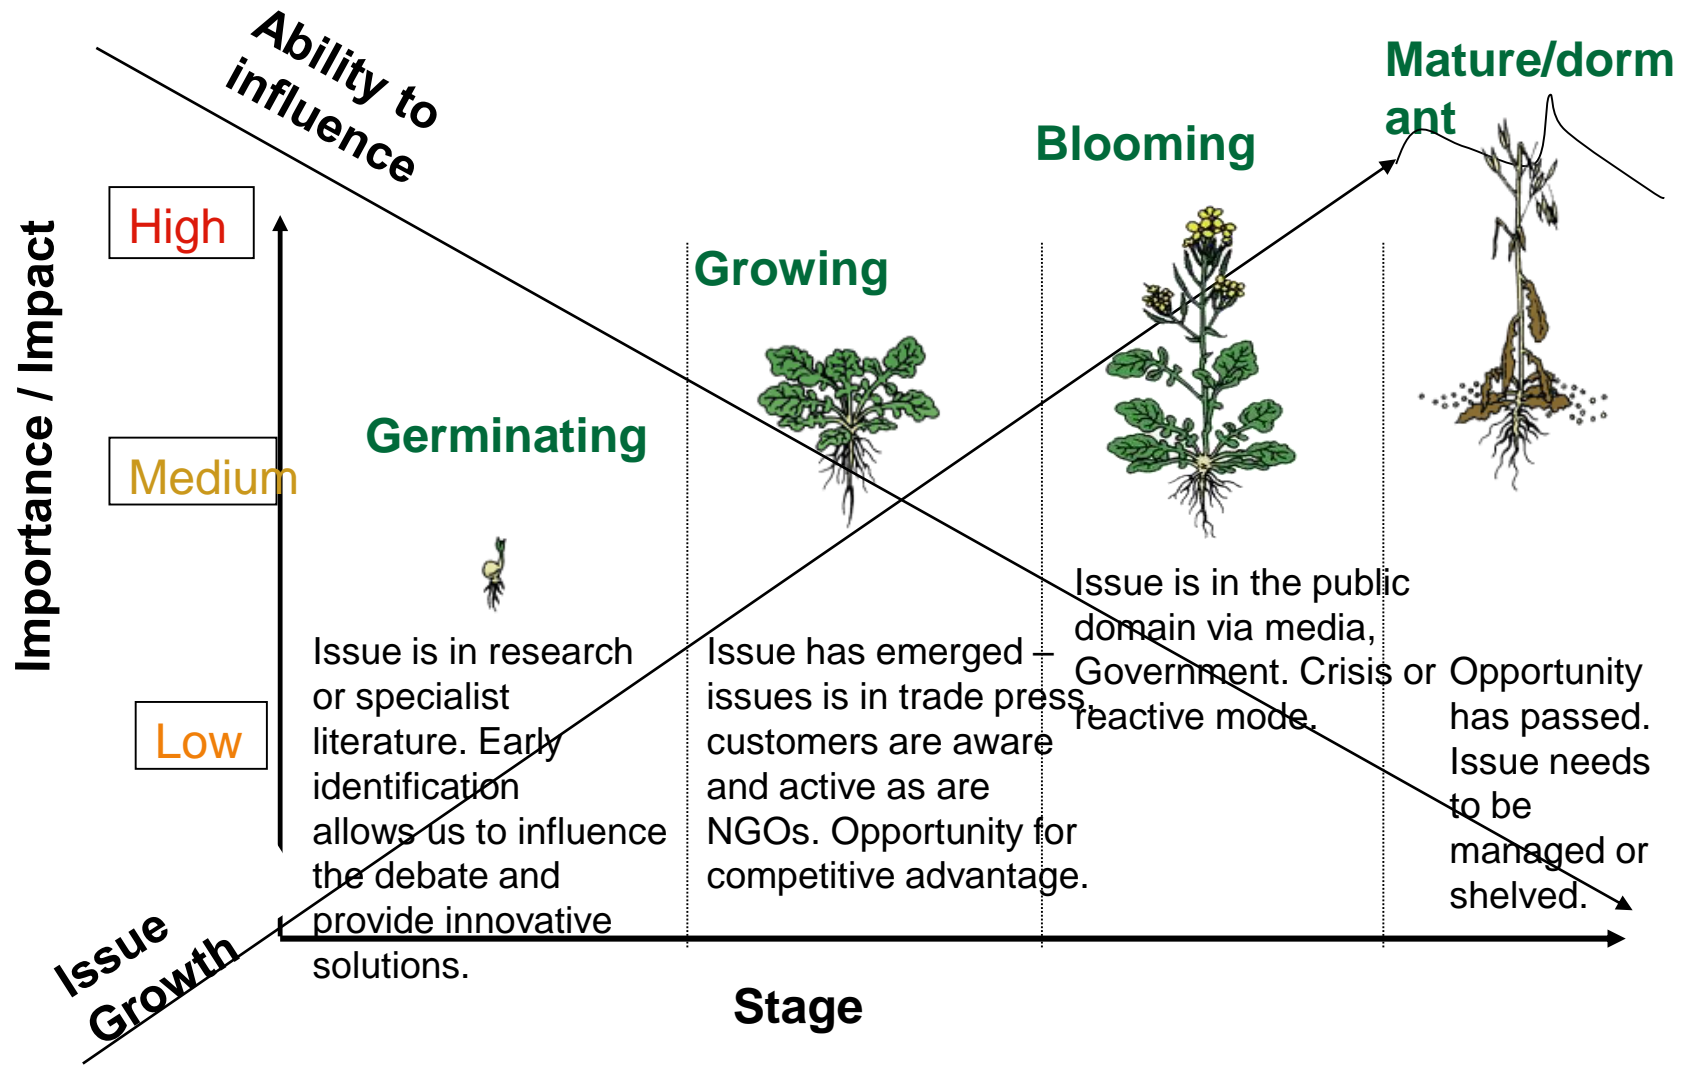 Ability to
influence
Mature/dorm
ant
Blooming
High
Growing
Importance / Impact
Germinating
Medium
Low
Issue is in research
or specialist
literature. Early
identification
allows us to influence
the debate and
provide innovative
solutions.
Issue has emerged –
issues is in trade press,
customers are aware
and active as are
NGOs. Opportunity for
competitive advantage.
Issue is in the public
domain via media,
Government. Crisis or
reactive mode.
Opportunity
has passed.
Issue needs
to be
managed or
shelved.
Issue
Growth
Stage